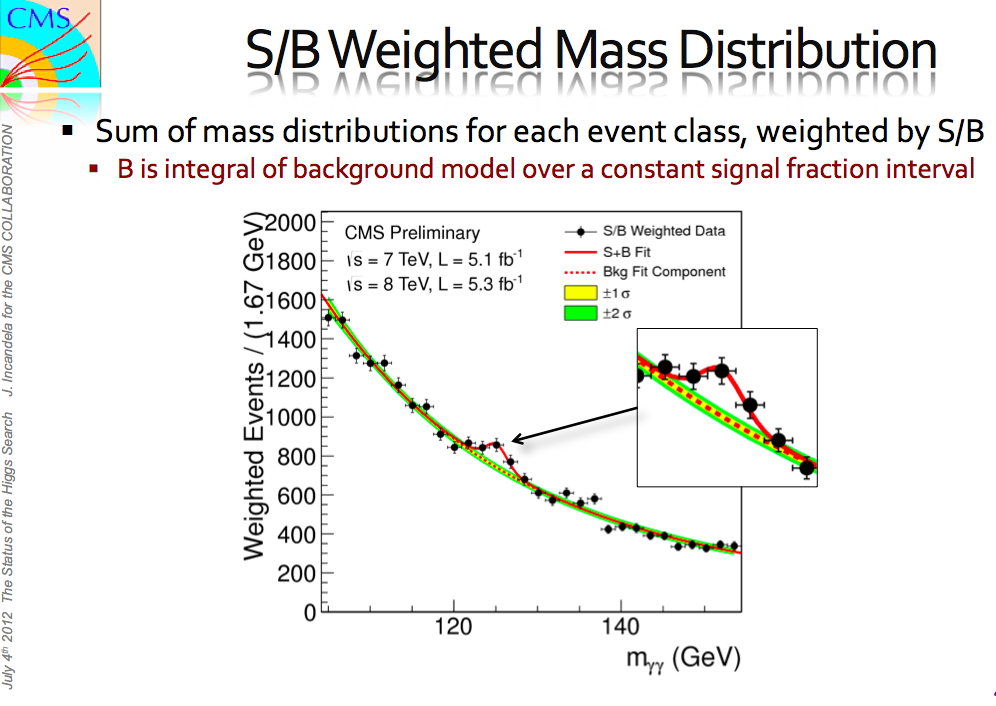 CMS
S/B Weighted Mass Distribution
▪ Sum of mass distributions for each event class, weighted by S/B
▪ B is integral of background model over a constant signal fraction interval
July 4th 2012 The Status of the Higgs Search J. Incandela for the CMS COLLABORATION
CMS Preliminary
√s = 7 TeV, L = 5.1 fb⁻¹
√s = 8 TeV, L = 5.3 fb⁻¹
S/B Weighted Data
S+B Fit
Bkg Fit Component
±1 σ
±2 σ
Weighted Events / (1.67 GeV)
2000
1800
1600
1400
1200
1000
800
600
400
200
0
120 140
mγγ (GeV)